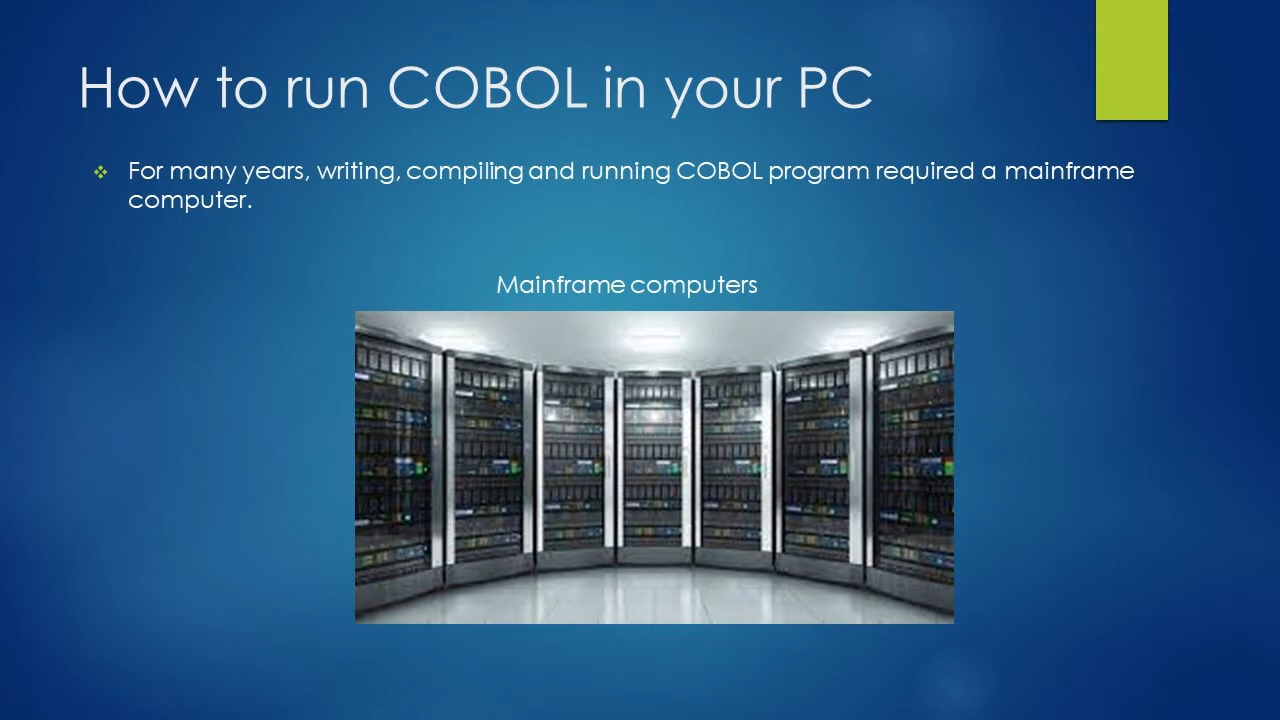 How to run COBOL in your PC
For many years, writing, compiling and running COBOL program required a mainframe
computer.
Mainframe computers